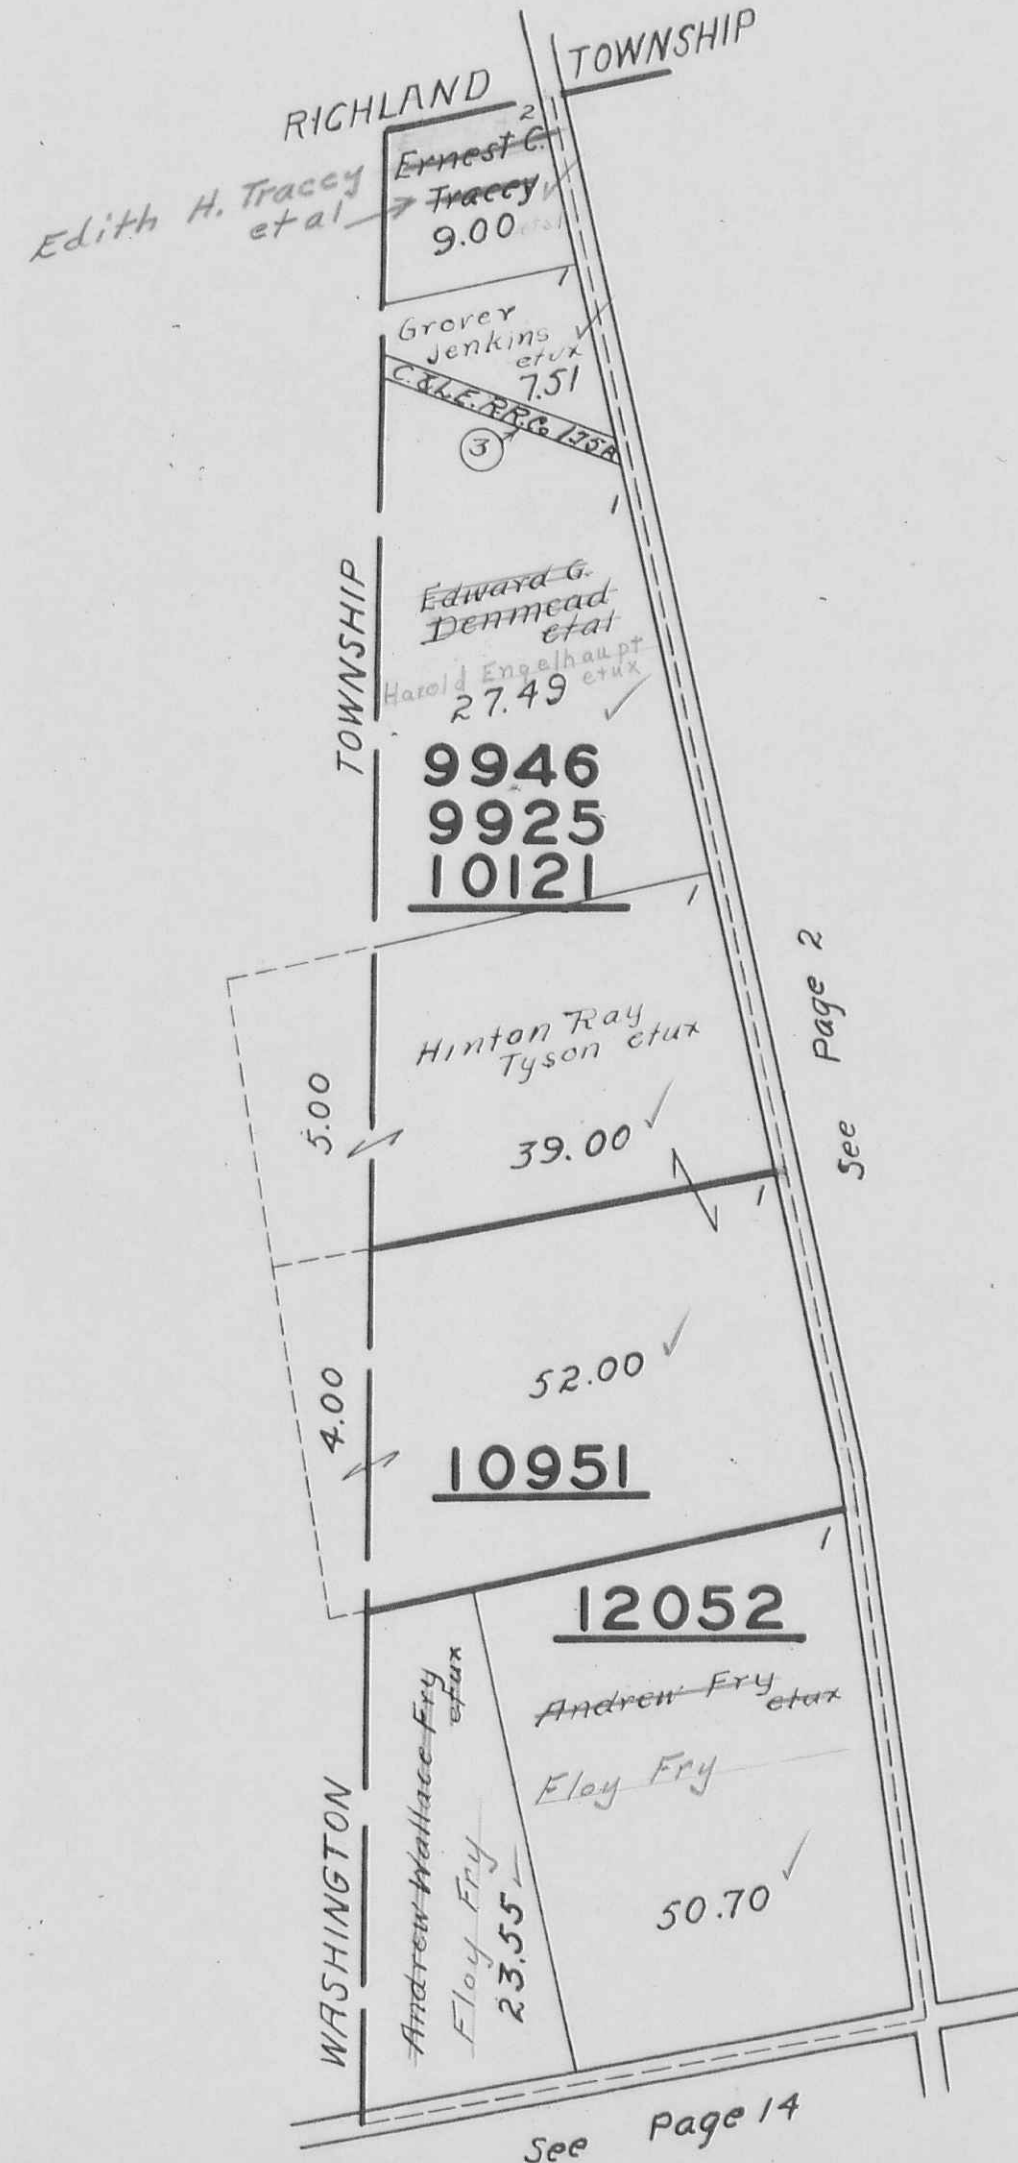 RICHLAND TOWNSHIP
2
Ernest C.
Tracey
9.00
etal
Edith H. Tracey
etal
1
Grover
Jenkins
etux
7.51
C. & L.E. R.R. Co 1.75A
3
1
Edward G.
Denmead
etal
Harold Engelhaupt
etux
27.49
9946
9925
10121
1
Hinton Ray
Tyson etux
39.00
5.00
1
52.00
4.00
10951
1
12052
Andrew Fry
etux
Floy Fry
50.70
Andrew Wallace Fry
etux
Floy Fry
23.55
WASHINGTON TOWNSHIP
See Page 2
See Page 14